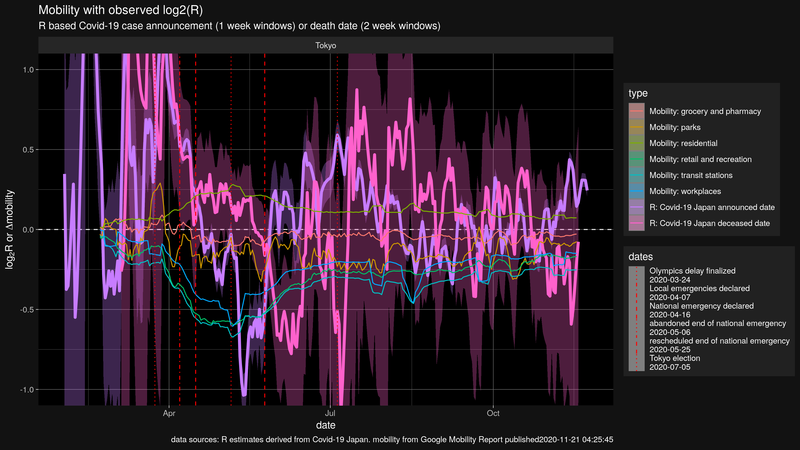 Mobility with observed log2(R)
R based Covid-19 case announcement (1 week windows) or death date (2 week windows)
Tokyo
1.0
0.5
0.0
-0.5
-1.0
log2R or Δmobility
Apr
Jul
Oct
date
type
Mobility: grocery and pharmacy
Mobility: parks
Mobility: residential
Mobility: retail and recreation
Mobility: transit stations
Mobility: workplaces
R: Covid-19 Japan announced date
R: Covid-19 Japan deceased date
dates
Olympics delay finalized
2020-03-24
Local emergencies declared
2020-04-07
National emergency declared
2020-04-16
abandoned end of national emergency
2020-05-06
rescheduled end of national emergency
2020-05-25
Tokyo election
2020-07-05
data sources: R estimates derived from Covid-19 Japan. mobility from Google Mobility Report published2020-11-21 04:25:45